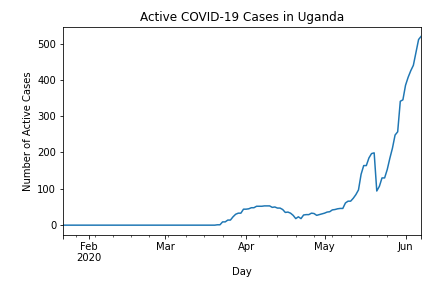 Active COVID-19 Cases in Uganda
Number of Active Cases
500
400
300
200
100
0
Feb
2020
Mar
Apr
May
Jun
Day